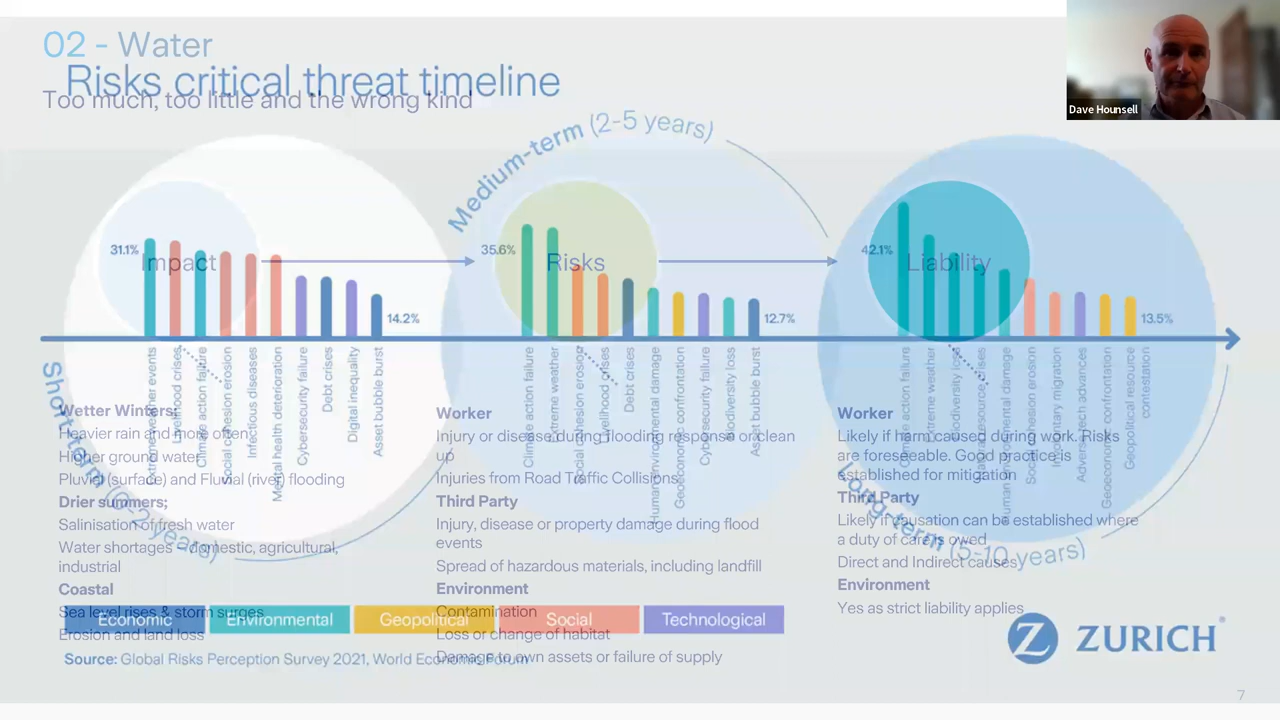 02 - Water
Risks critical threat timeline
Too much, too little and the wrong kind
Dave Hounsell
Short-term (0-2 years)
Medium-term (2-5 years)
Long-term (5-10 years)
Impact
Risks
Liability
31.1%
14.2%
35.6%
12.7%
42.1%
13.5%
Extreme weather events
Livelihood crises
Climate action failure
Social cohesion erosion
Infectious diseases
Mental health deterioration
Cybersecurity failure
Debt crises
Digital inequality
Asset bubble burst
Climate action failure
Extreme weather
Social cohesion erosion
Livelihood crises
Debt crises
Human environmental damage
Geoeconomic confrontation
Cybersecurity failure
Biodiversity loss
Asset bubble burst
Climate action failure
Extreme weather
Biodiversity loss
Natural resource crises
Human environmental damage
Social cohesion erosion
Involuntary migration
Adverse tech advances
Geoeconomic confrontation
Geopolitical resource
contestation
Wetter Winters;
Heavier rain and more often
Higher ground water
Pluvial (surface) and Fluvial (river) flooding
Drier summers;
Salinisation of fresh water
Water shortages – domestic, agricultural,
industrial
Coastal
Sea level rises & storm surges
Erosion and land loss
Worker
Injury or disease during flooding response or clean
up
Injuries from Road Traffic Collisions
Third Party
Injury, disease or property damage during flood
events
Spread of hazardous materials, including landfill
Environment
Contamination
Loss or change of habitat
Damage to own assets or failure of supply
Worker
Likely if harm caused during work. Risks
are foreseeable. Good practice is
established for mitigation
Third Party
Likely if causation can be established where
a duty of care is owed
Direct and Indirect causes
Environment
Yes as strict liability applies
Economic
Environmental
Geopolitical
Social
Technological
Source: Global Risks Perception Survey 2021, World Economic Forum
Z ZURICH®
7